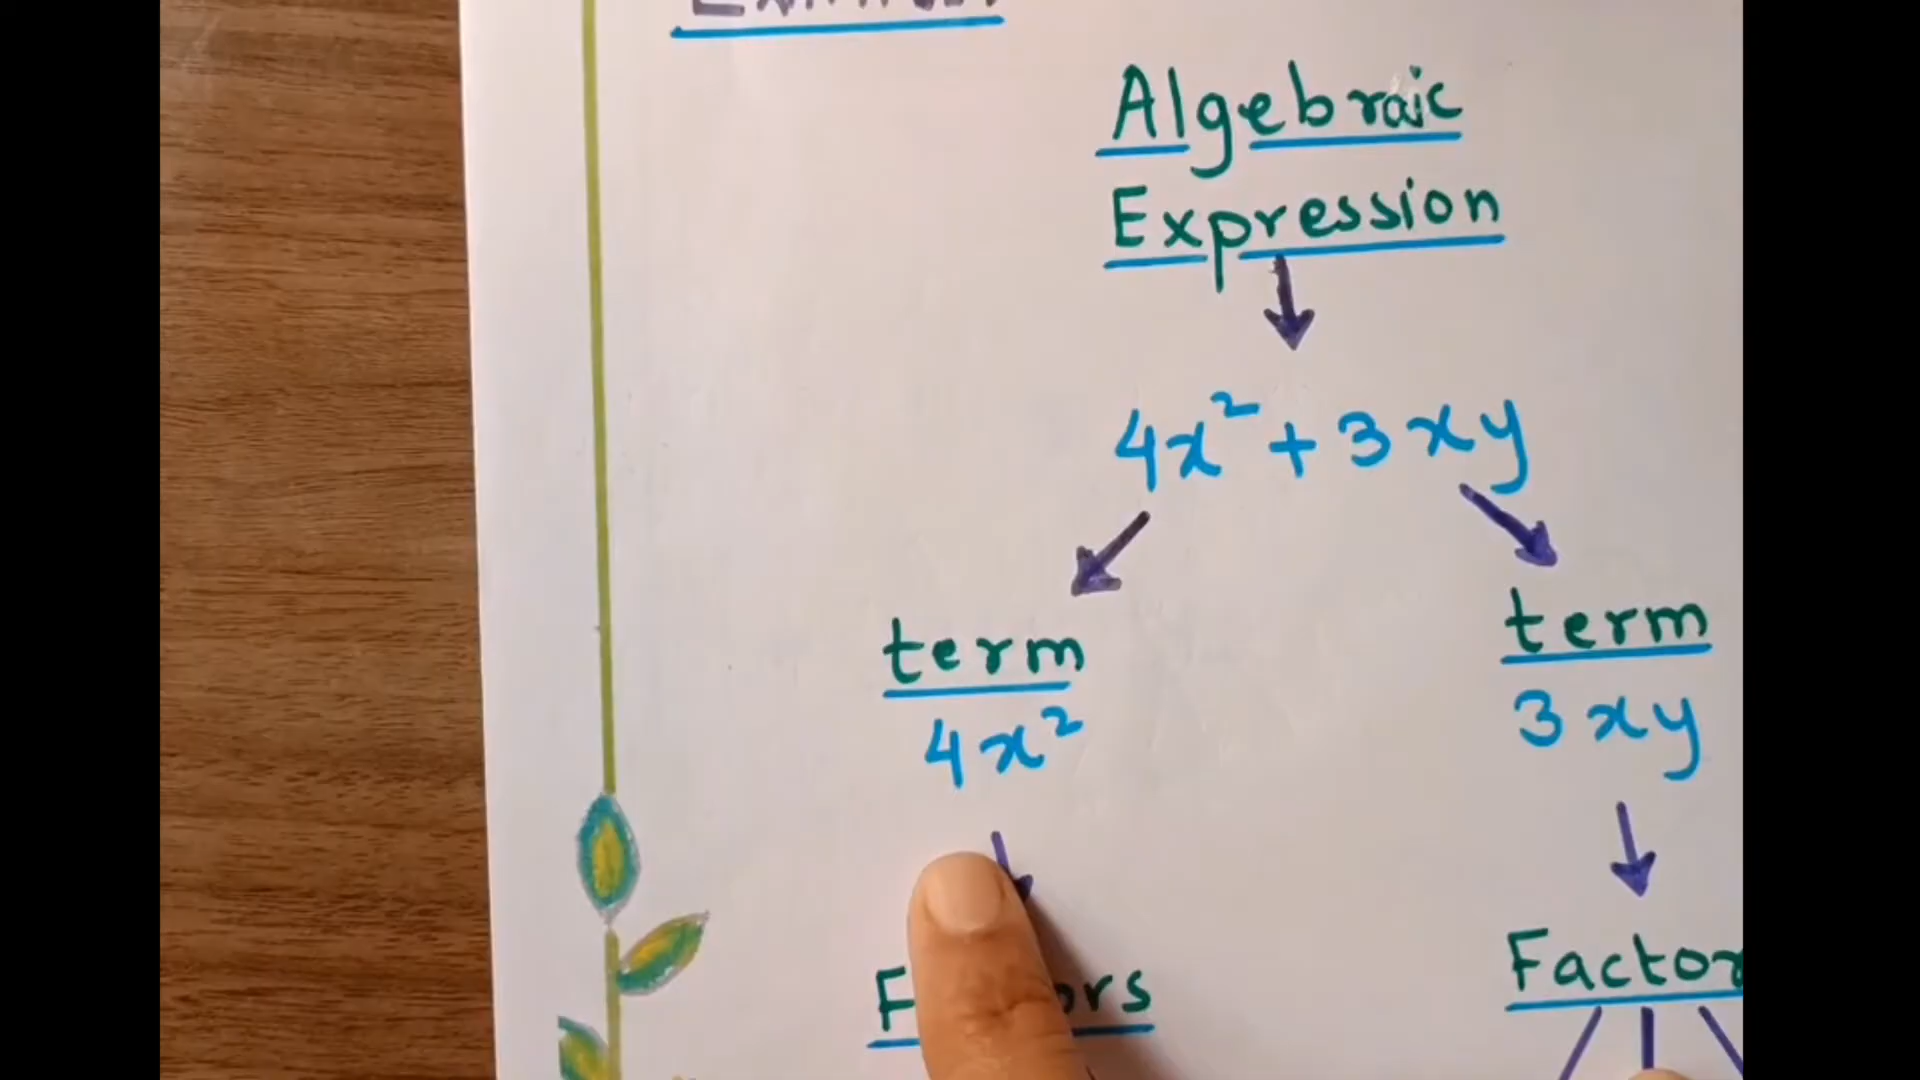 Algebraic
Expression
4x² + 3xy
term
4x²
term
3xy